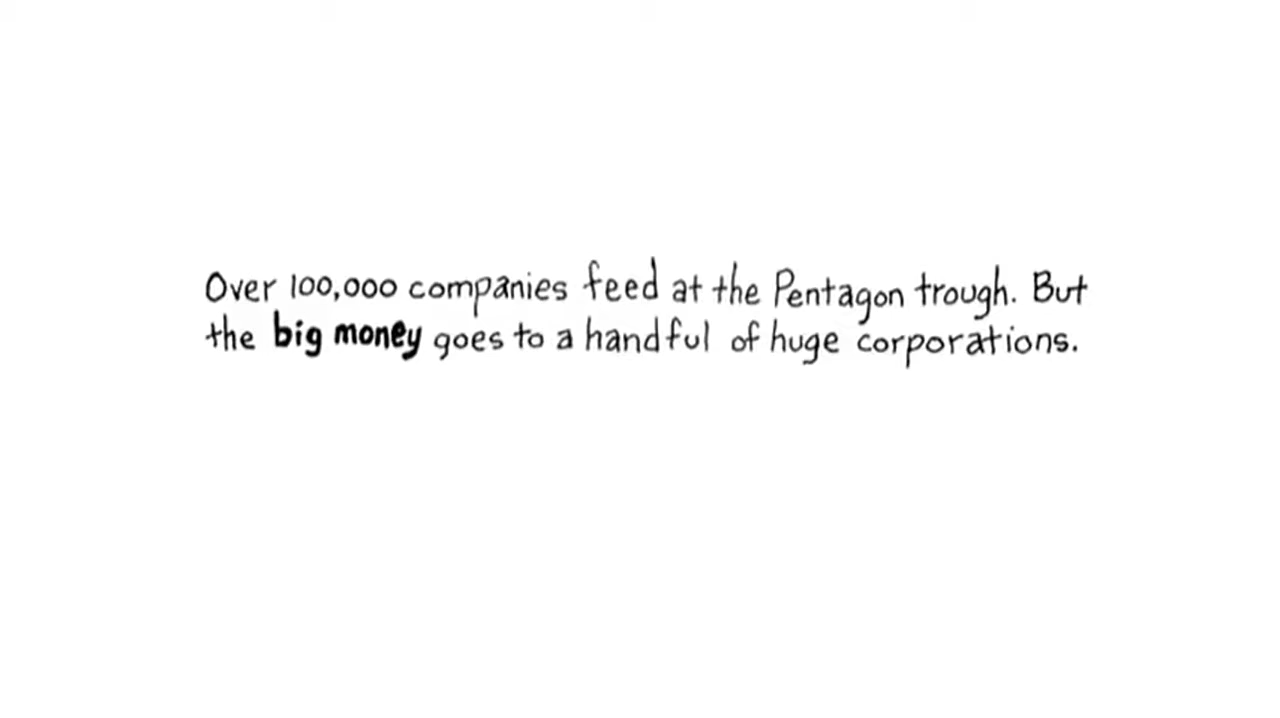 Over 100,000 companies feed at the Pentagon trough. But
the big money goes to a handful of huge corporations.